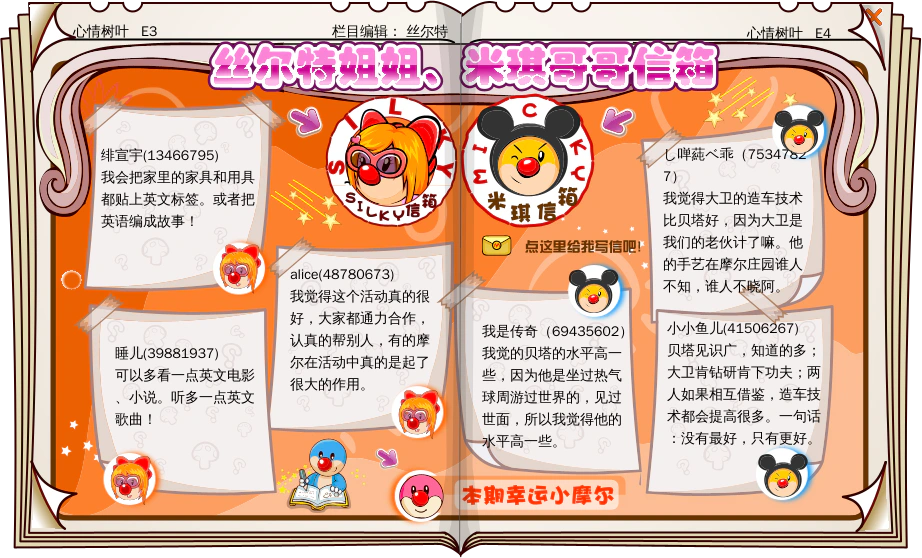 心情树叶 E3
栏目编辑： 丝尔特
心情树叶 E4
丝尔特姐姐、米琪哥哥信箱
绯宣宇(13466795)
我会把家里的家具和用具
都贴上英文标签。或者把
英语编成故事！
SILKY
SILKY信箱
alice(48780673)
我觉得这个活动真的很
好，大家都通力合作，
认真的帮别人，有的摩
尔在活动中真的是起了
很大的作用。
睡儿(39881937)
可以多看一点英文电影
、小说。听多一点英文
歌曲！
MICKY
米琪信箱
点这里给我写信吧!
我是传奇（69435602）
我觉的贝塔的水平高一
些，因为他是坐过热气
球周游过世界的，见过
世面，所以我觉得他的
水平高一些。
し啴蕋べ乖（7534782
7）
我觉得大卫的造车技术
比贝塔好，因为大卫是
我们的老伙计了嘛。他
的手艺在摩尔庄园谁人
不知，谁人不晓阿。
小小鱼儿(41506267)
贝塔见识广，知道的多；
大卫肯钻研肯下功夫；两
人如果相互借鉴，造车技
术都会提高很多。一句话
：没有最好，只有更好。
本期幸运小摩尔